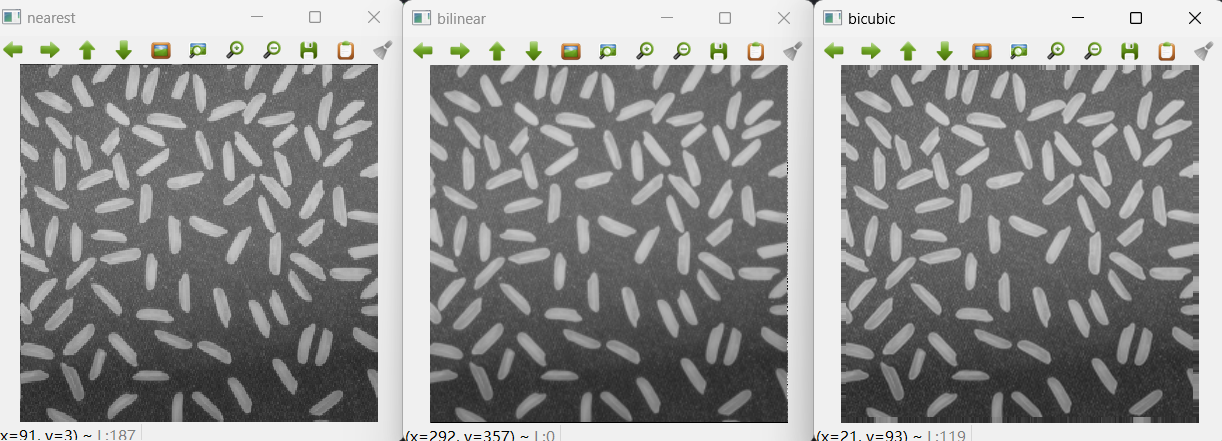 nearest
bilinear
bicubic
(x=91, y=3) ~ L:187
(x=292, y=357) ~ L:0
(x=21, y=93) ~ L:119